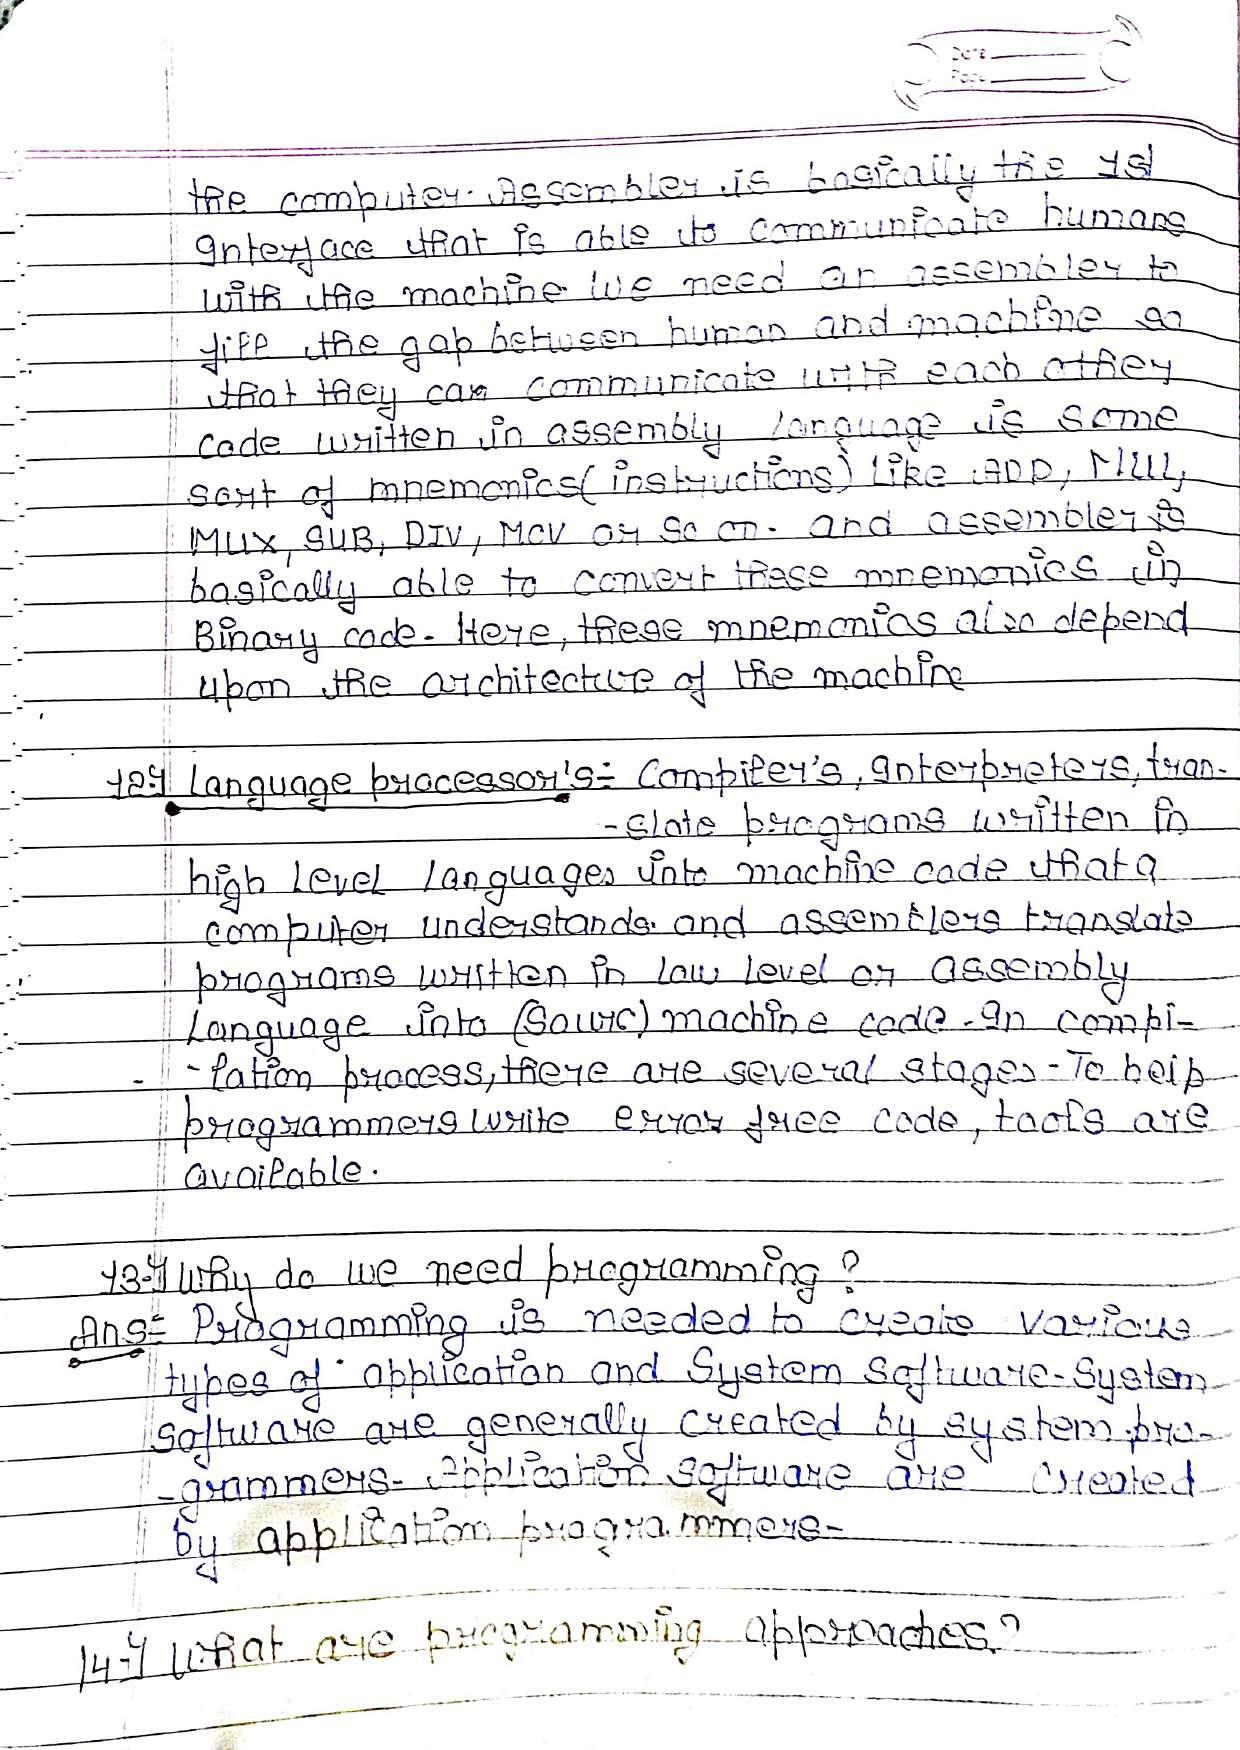 Date
Page
the computer. Assembler is basically the 1st
Interface that is able to communicate humans
with the machine. We need an assembler to
fill the gap between human and machine so
that they can communicate with each other
code written in assembly language is some
sort of mnemonics (instructions) Like ADD, MUL,
MUX, SUB, DIV, MOV or so on. and assembler is
basically able to convert these mnemonics in
Binary code. Here, these mnemonics also depend
upon the architecture of the machine
12. Language processor's:- Compiler's, Interpreters, tran-
-slate programs written in
high Level languages into machine code that a
computer understands. and assemblers translate
programs written in low level or assembly
Language into (Sourc) machine code. In compi-
-lation process, there are several stages. To help
programmers write error free code, tools are
available.
13. Why do we need programming?
Ans:- Programming is needed to create various
types of application and System Software. System
Software are generally created by system pro-
-grammers. Application software are created
by application programmers.
14. What are programming approaches?